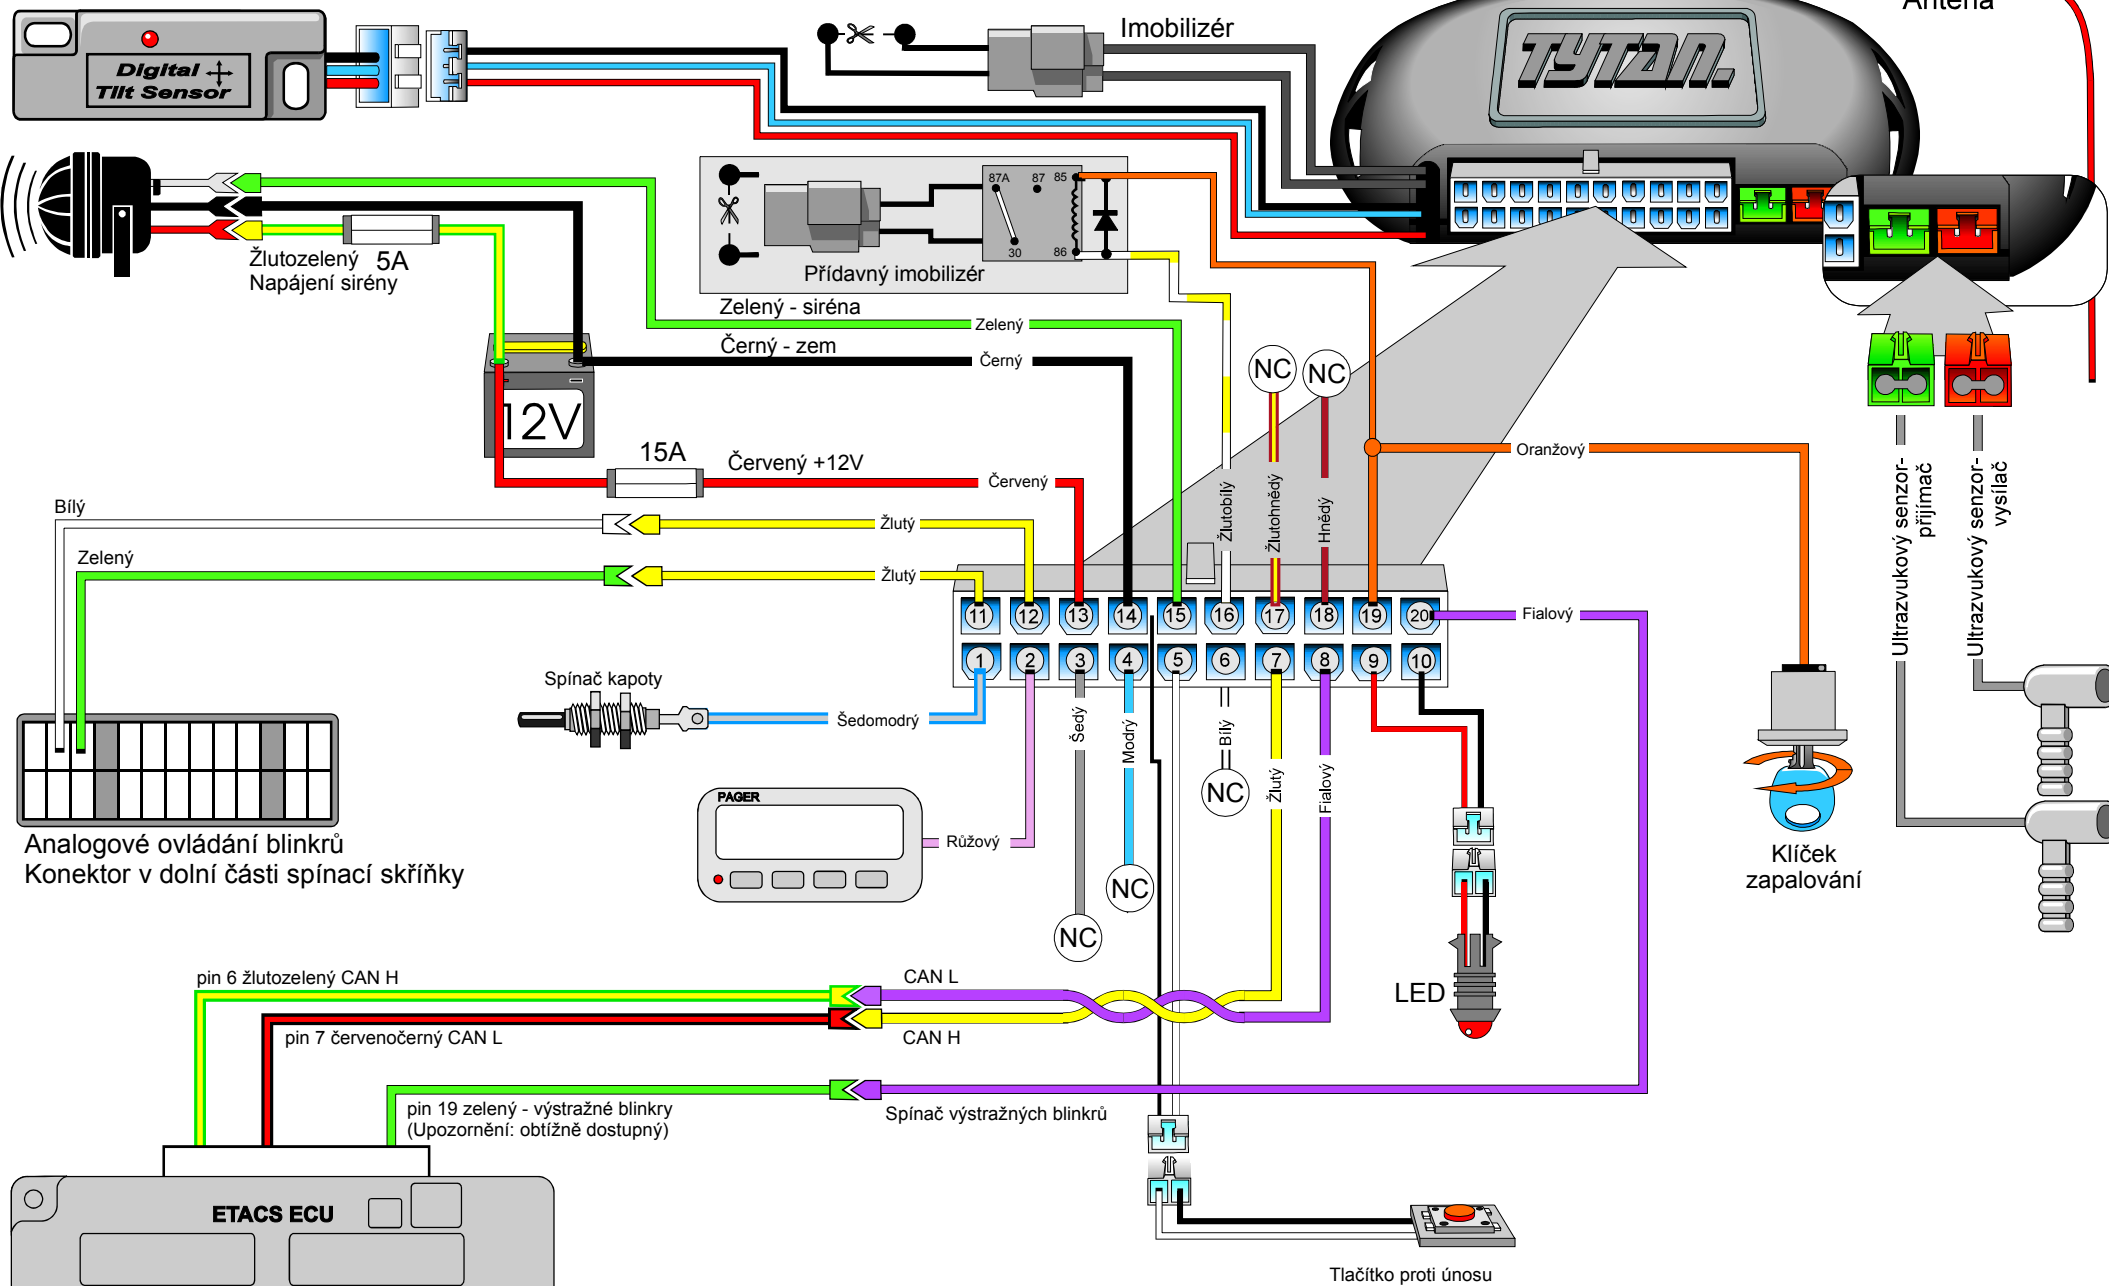 Anténa
Imobilizér
TYTAN.
Digital
Tilt Sensor
87A 87 85
30 86
Přídavný imobilizér
Žlutozelený 5A
Napájení sirény
Zelený - siréna
Zelený
Černý - zem
Černý
12V
15A
Červený +12V
Červený
NC
NC
Oranžový
Žlutobílý
Žlutohnědý
Hnědý
Ultrazvukový senzor-
přijímač
Ultrazvukový senzor-
vysílač
Bílý
Žlutý
Zelený
Žlutý
11 12 13 14 15 16 17 18 19 20
1 2 3 4 5 6 7 8 9 10
Fialový
Spínač kapoty
Šedomodrý
Šedý
Modrý
Bílý
Žlutý
Fialový
NC
NC
NC
PAGER
Růžový
Analogové ovládání blinkrů
Konektor v dolní části spínací skříňky
Klíček
zapalování
LED
pin 6 žlutozelený CAN H
CAN L
pin 7 červenočerný CAN L
CAN H
pin 19 zelený - výstražné blinkry
(Upozornění: obtížně dostupný)
Spínač výstražných blinkrů
ETACS ECU
Tlačítko proti únosu